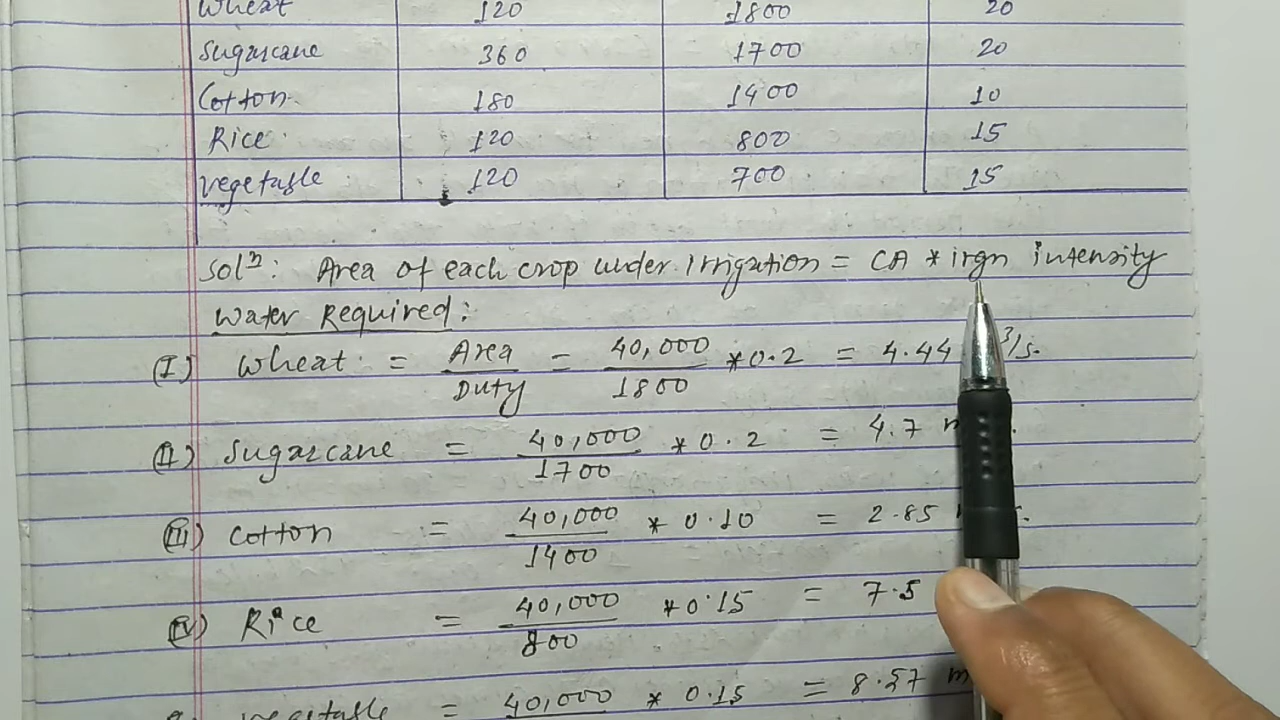 Wheat 120 1800 20
Sugarcane 360 1700 20
Cotton 180 1400 10
Rice 120 800 15
vegetable 120 700 15
Solⁿ: Area of each crop under Irrigation = CA * irgn intensity
Water Required:
(I) Wheat = Area / Duty = 40,000 / 1800 * 0.2 = 4.44 3/s.
(II) Sugarcane = 40,000 / 1700 * 0.2 = 4.7 m
(III) Cotton = 40,000 / 1400 * 0.10 = 2.85
(IV) Rice = 40,000 / 800 * 0.15 = 7.5
vegetable = 40,000 * 0.15 = 8.57 m